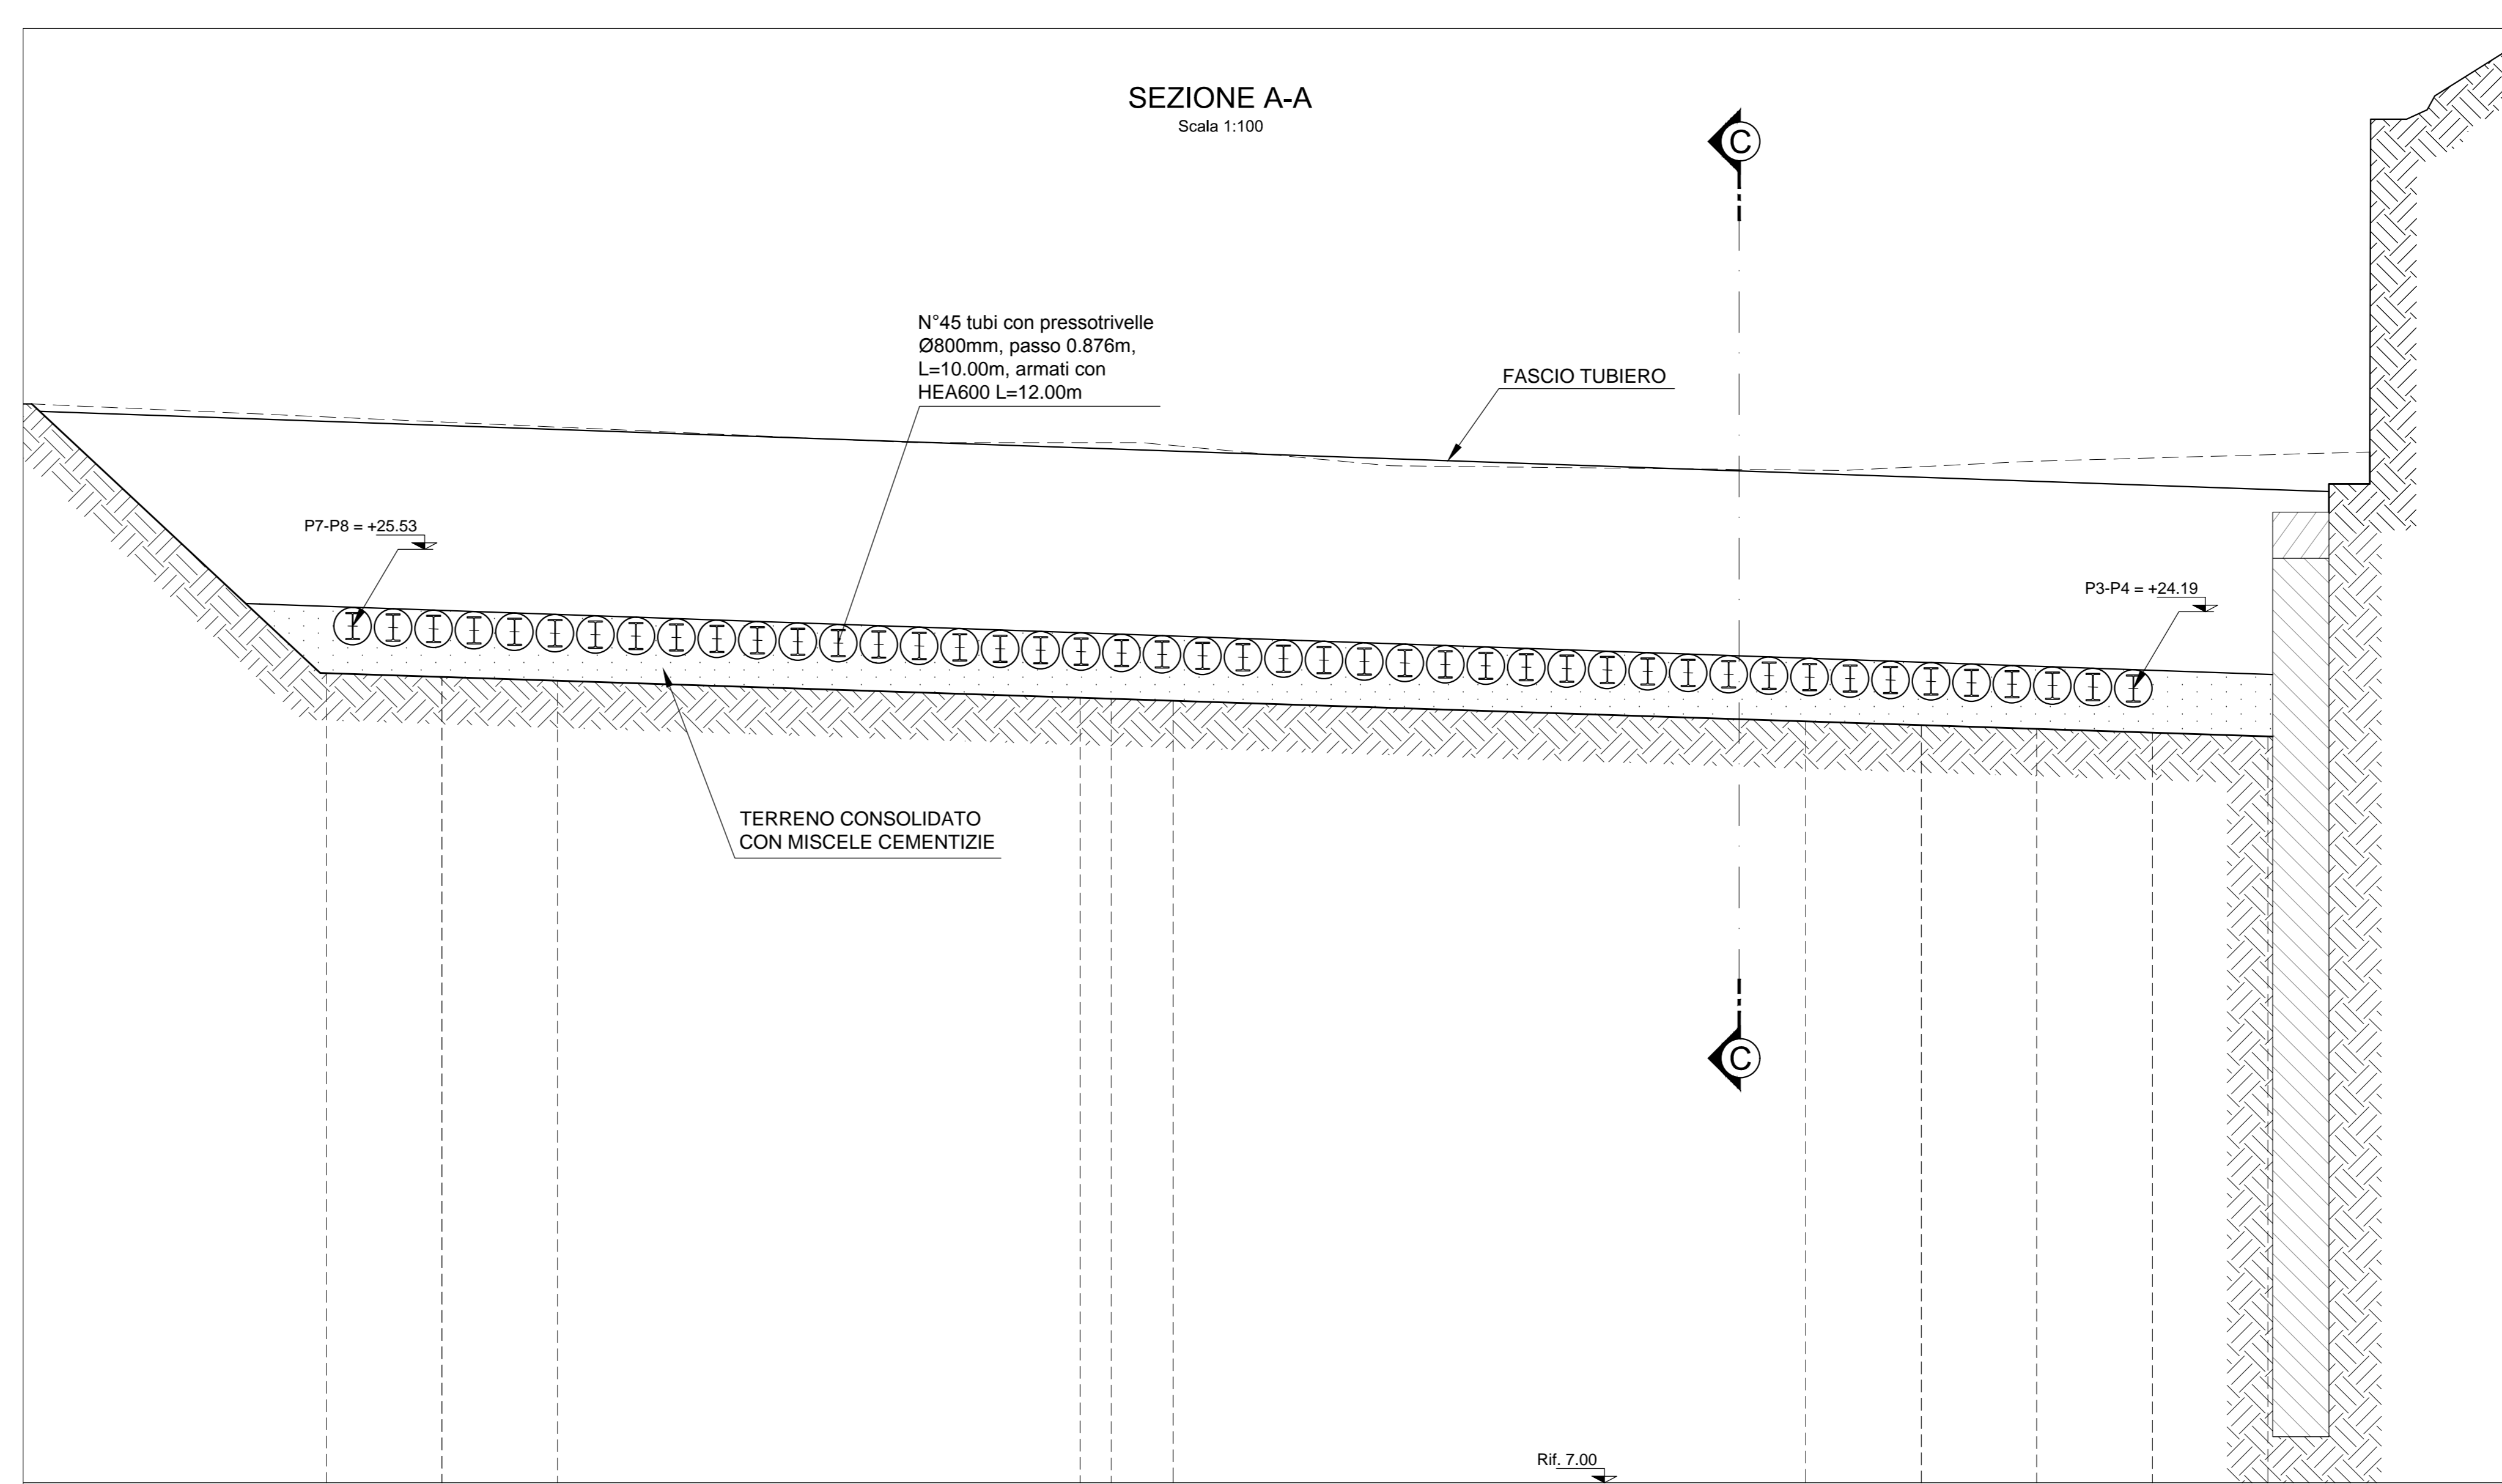 SEZIONE A-A
Scala 1:100
C
N°45 tubi con pressotrivelle
Ø800mm, passo 0.876m,
L=10.00m, armati con
HEA600 L=12.00m
FASCIO TUBIERO
P7-P8 = +25.53
P3-P4 = +24.19
TERRENO CONSOLIDATO
CON MISCELE CEMENTIZIE
C
Rif. 7.00